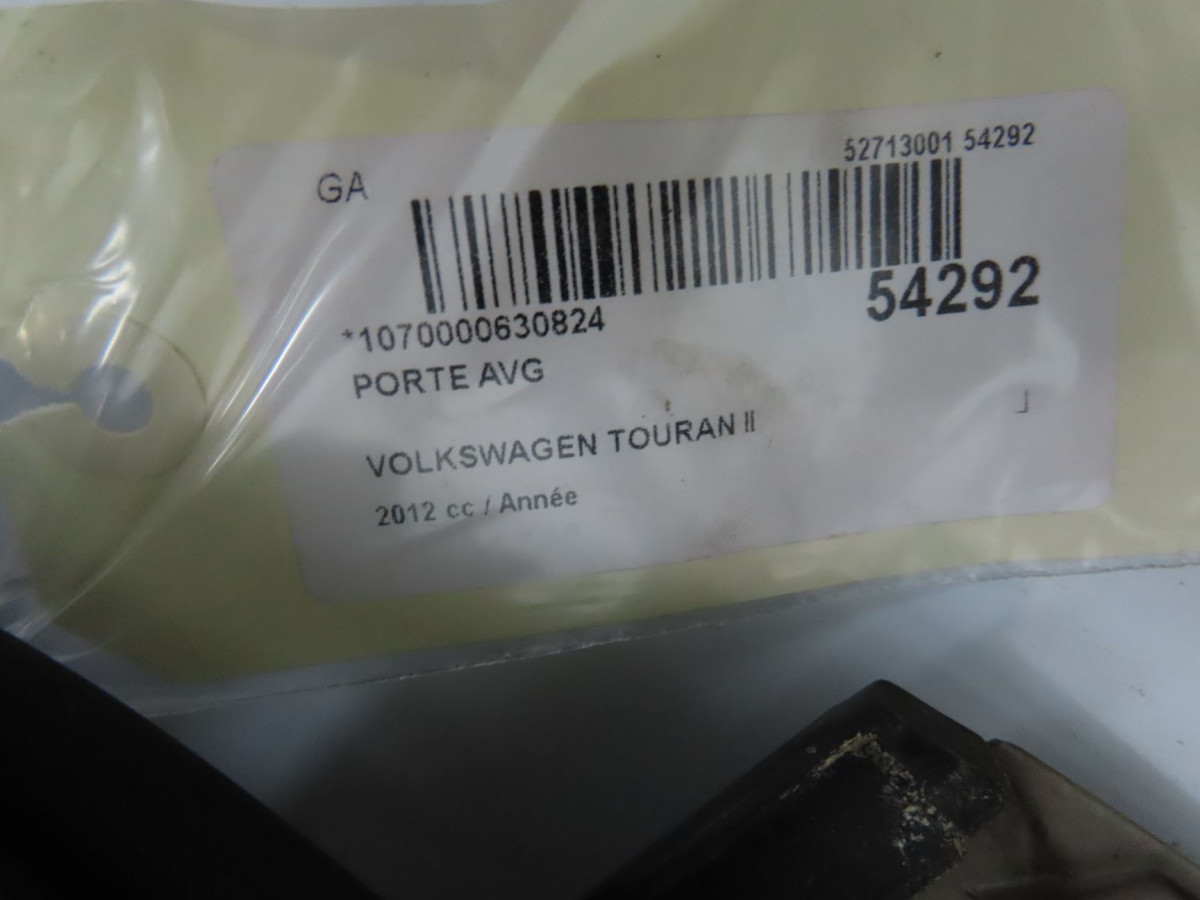 GA
52713001 54292
54292
*1070000630824
PORTE AVG
VOLKSWAGEN TOURAN II
2012 cc / Année